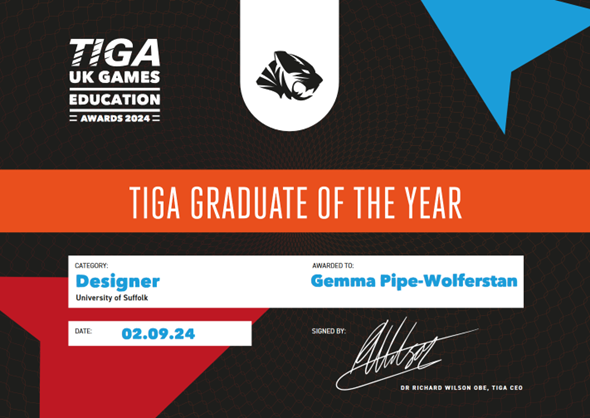 TIGA
UK GAMES
EDUCATION
AWARDS 2024
TIGA GRADUATE OF THE YEAR
CATEGORY:
Designer
University of Suffolk
AWARDED TO:
Gemma Pipe-Wolferstan
DATE:
02.09.24
SIGNED BY:
DR RICHARD WILSON OBE, TIGA CEO